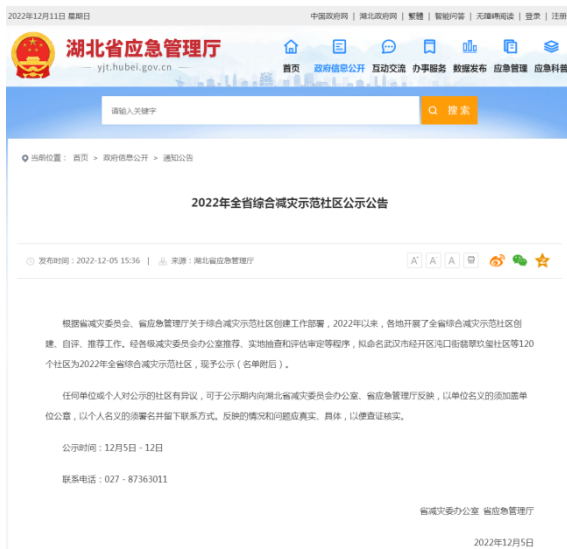 2022年12月11日 星期日
中国政府网 | 湖北政府网 | 繁體 | 智能问答 | 无障碍阅读 | 登录 | 注册
湖北省应急管理厅
yjt.hubei.gov.cn
首页 政府信息公开 互动交流 办事服务 数据发布 应急管理 应急科普
请输入关键字
搜索
当前位置： 首页 > 政府信息公开 > 通知公告
2022年全省综合减灾示范社区公示公告
发布时间：2022-12-05 15:36 | 来源：湖北省应急管理厅
A+ A A-
根据省减灾委员会、省应急管理厅关于综合减灾示范社区创建工作部署，2022年以来，各地开展了全省综合减灾示范社区创
建、自评、推荐工作。经各级减灾委员会办公室推荐、实地抽查和评估审定等程序，拟命名武汉市经开区沌口街翡翠玖玺社区等120
个社区为2022年全省综合减灾示范社区，现予公示（名单附后）。
任何单位或个人对公示的社区有异议，可于公示期内向湖北省减灾委员会办公室、省应急管理厅反映，以单位名义的须加盖单
位公章，以个人名义的须署名并留下联系方式。反映的情况和问题应真实、具体，以便查证核实。
公示时间：12月5日－12日
联系电话：027－87363011
省减灾委办公室 省应急管理厅
2022年12月5日